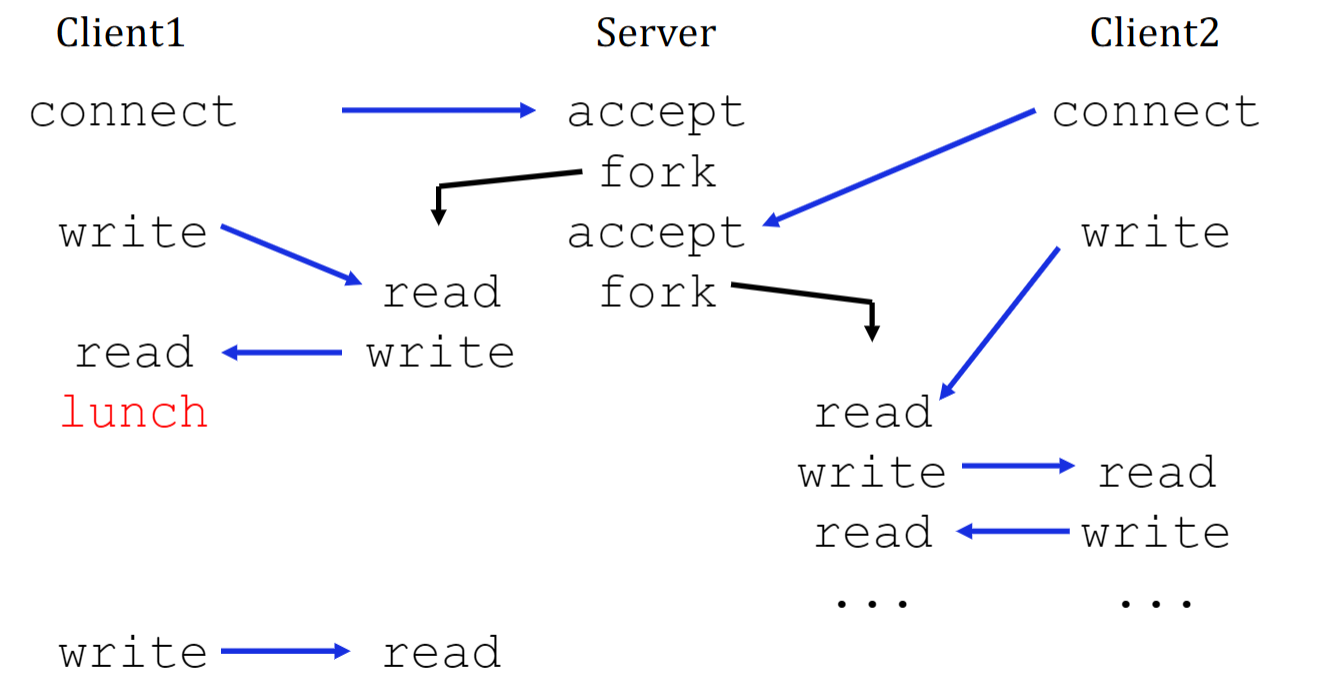 Client1 Server Client2
connect accept connect
fork
write accept write
read fork
read write
lunch read
write read
read write
... ...
write read